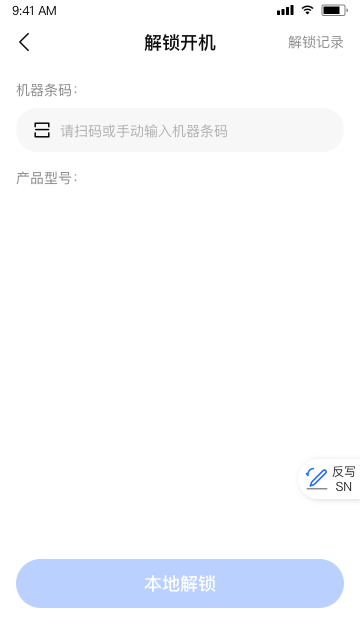 9:41 AM
解锁开机
解锁记录
机器条码：
请扫码或手动输入机器条码
产品型号：
反写
SN
本地解锁